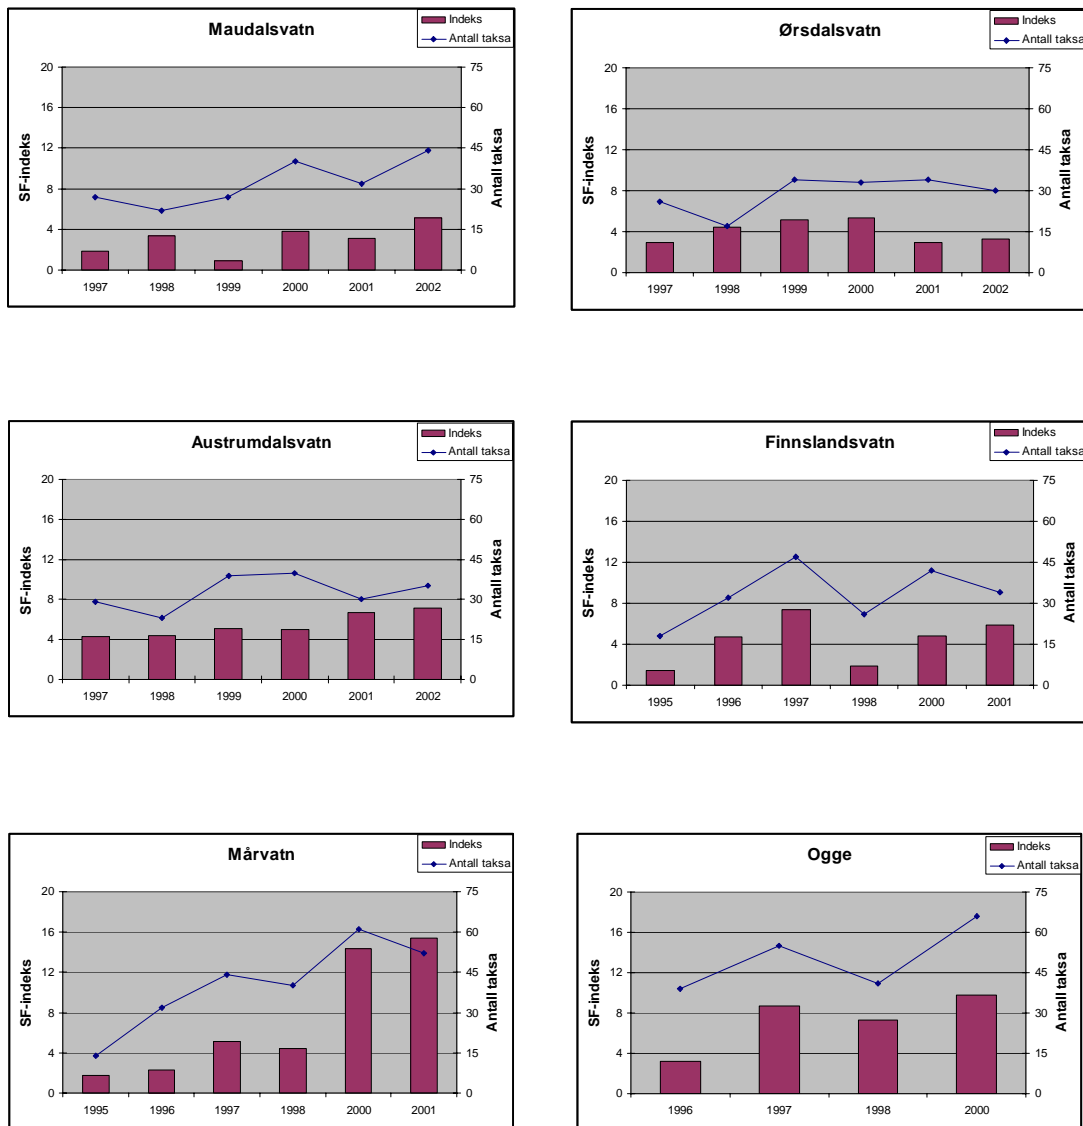 Maudalsvatn
Indeks
Antall taksa
SF-indeks
20
16
12
8
4
0
75
60
45
30
15
0
Antall taksa
1997 1998 1999 2000 2001 2002
Ørsdalsvatn
Indeks
Antall taksa
SF-indeks
20
16
12
8
4
0
75
60
45
30
15
0
Antall taksa
1997 1998 1999 2000 2001 2002
Austrumdalsvatn
Indeks
Antall taksa
SF-indeks
20
16
12
8
4
0
75
60
45
30
15
0
Antall taksa
1997 1998 1999 2000 2001 2002
Finnslandsvatn
Indeks
Antall taksa
SF-indeks
20
16
12
8
4
0
75
60
45
30
15
0
Antall taksa
1995 1996 1997 1998 2000 2001
Mårvatn
Indeks
Antall taksa
SF-indeks
20
16
12
8
4
0
75
60
45
30
15
0
Antall taksa
1995 1996 1997 1998 2000 2001
Ogge
Indeks
Antall taksa
SF-indeks
20
16
12
8
4
0
75
60
45
30
15
0
Antall taksa
1996 1997 1998 2000